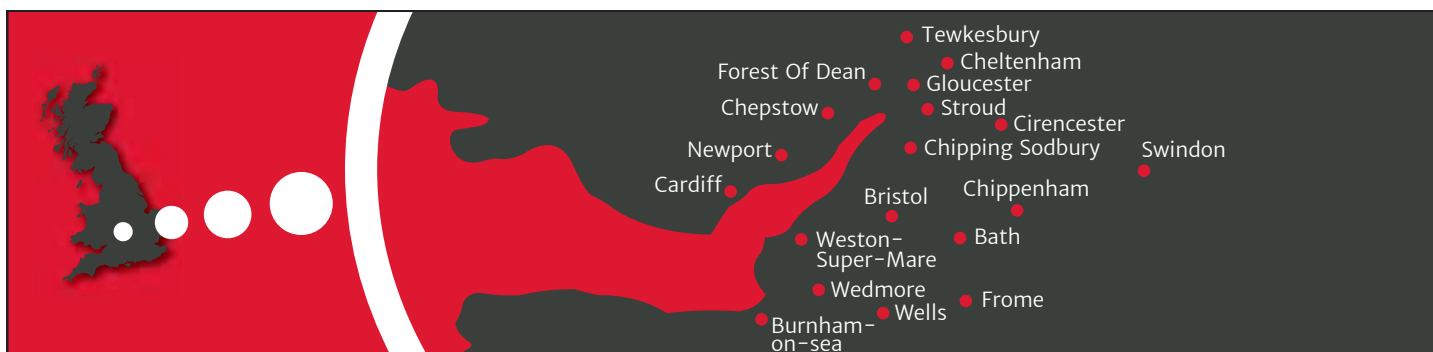 Tewkesbury
Cheltenham
Forest Of Dean
Gloucester
Chepstow
Stroud
Cirencester
Newport
Chipping Sodbury
Swindon
Cardiff
Bristol
Chippenham
Weston-
Super-Mare
Bath
Wedmore
Frome
Wells
Burnham-
on-sea